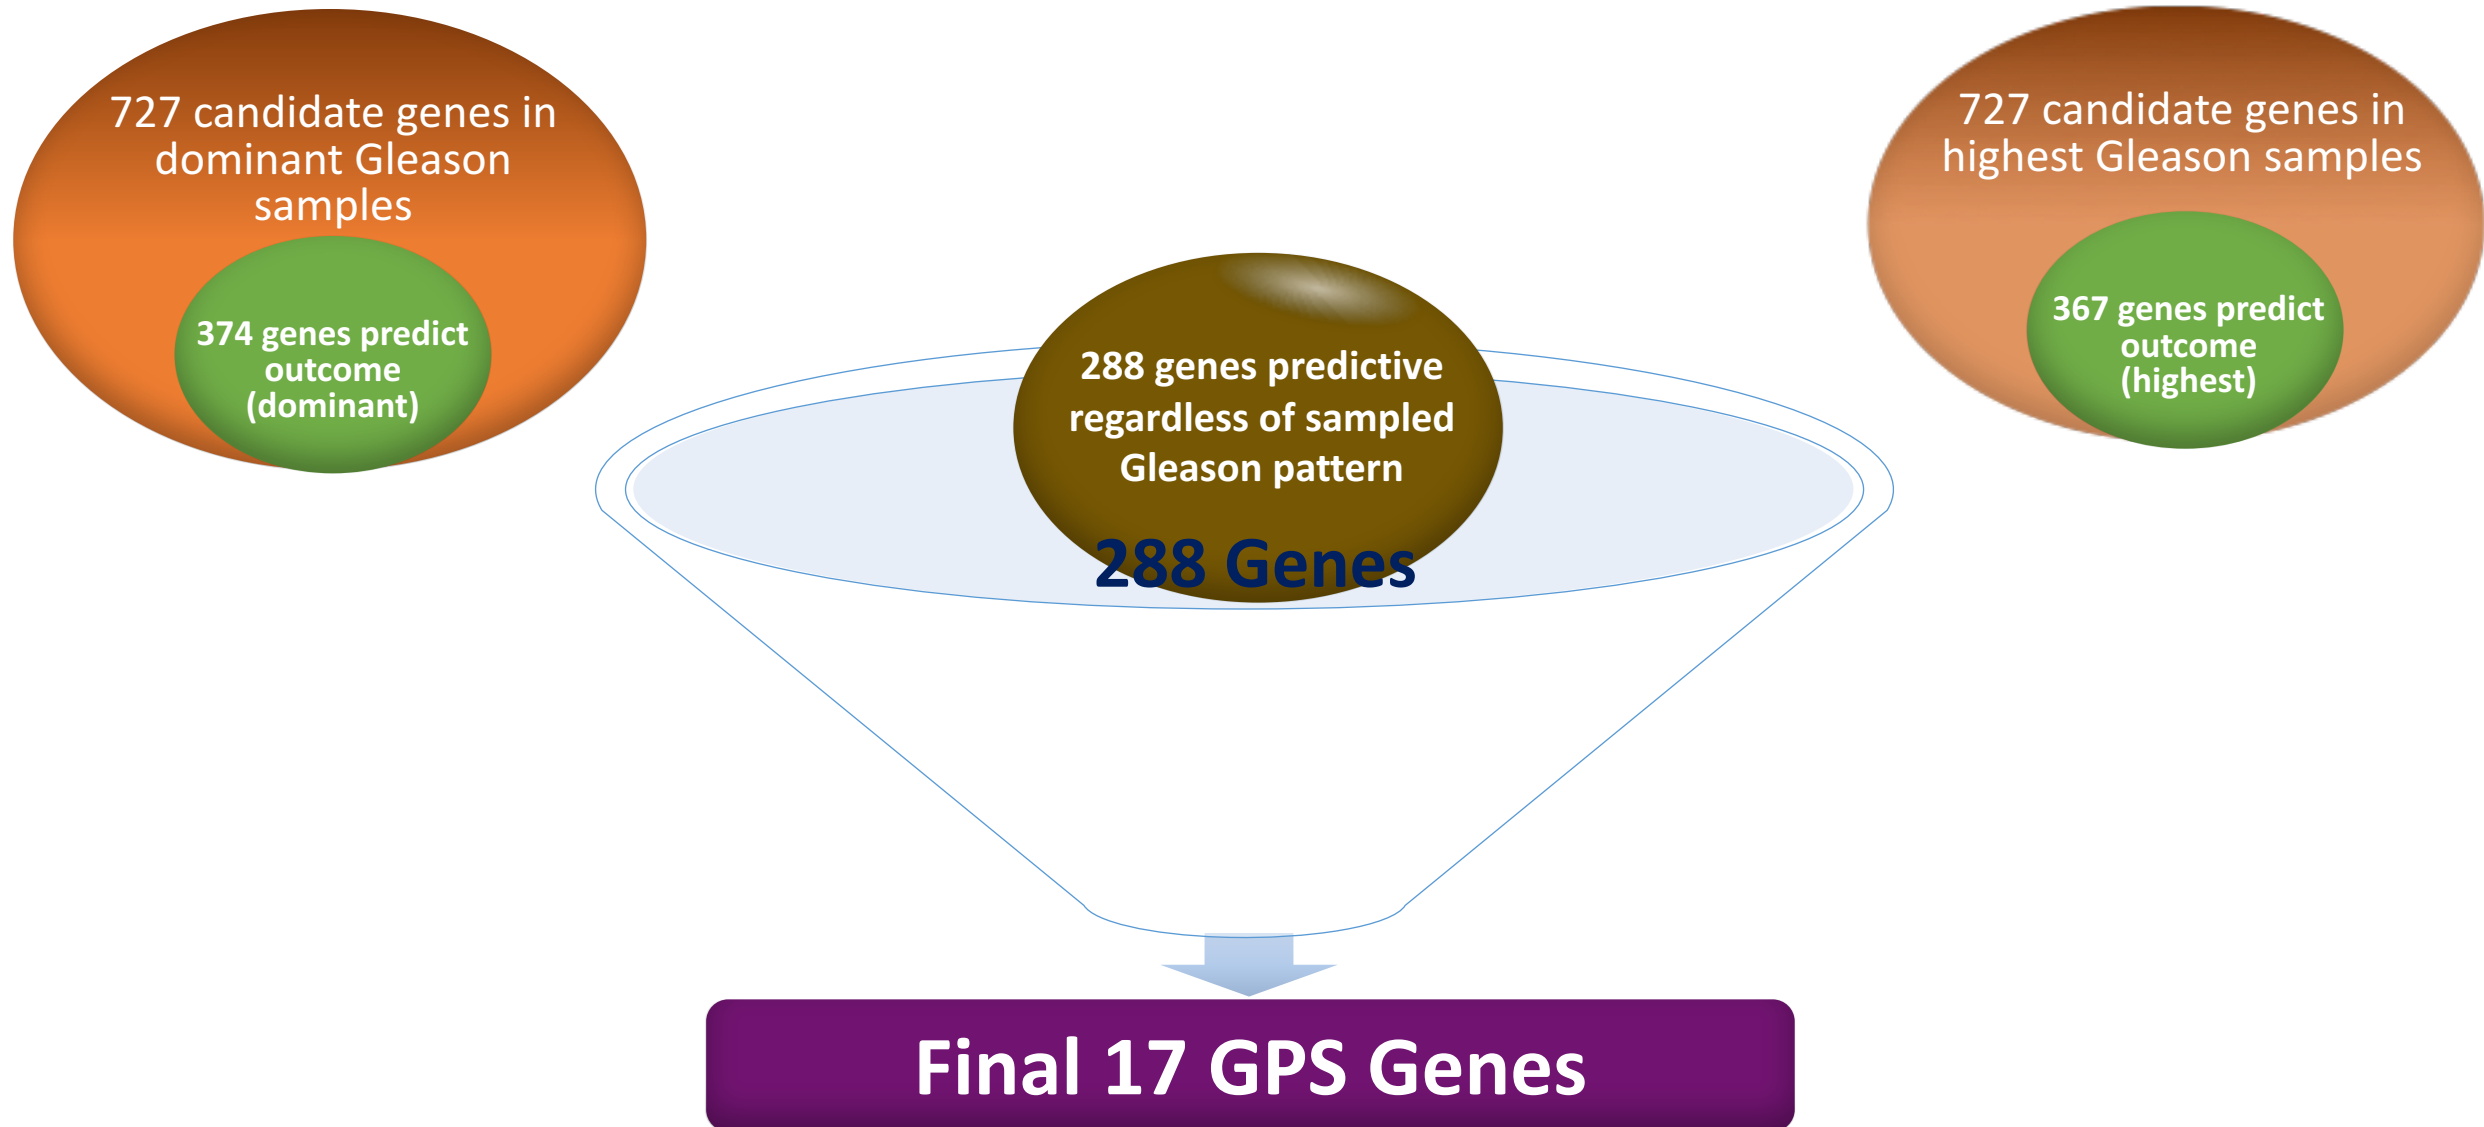 727 candidate genes in
dominant Gleason
samples
374 genes predict
outcome
(dominant)
727 candidate genes in
highest Gleason samples
367 genes predict
outcome
(highest)
288 genes predictive
regardless of sampled
Gleason pattern
288 Genes
Final 17 GPS Genes